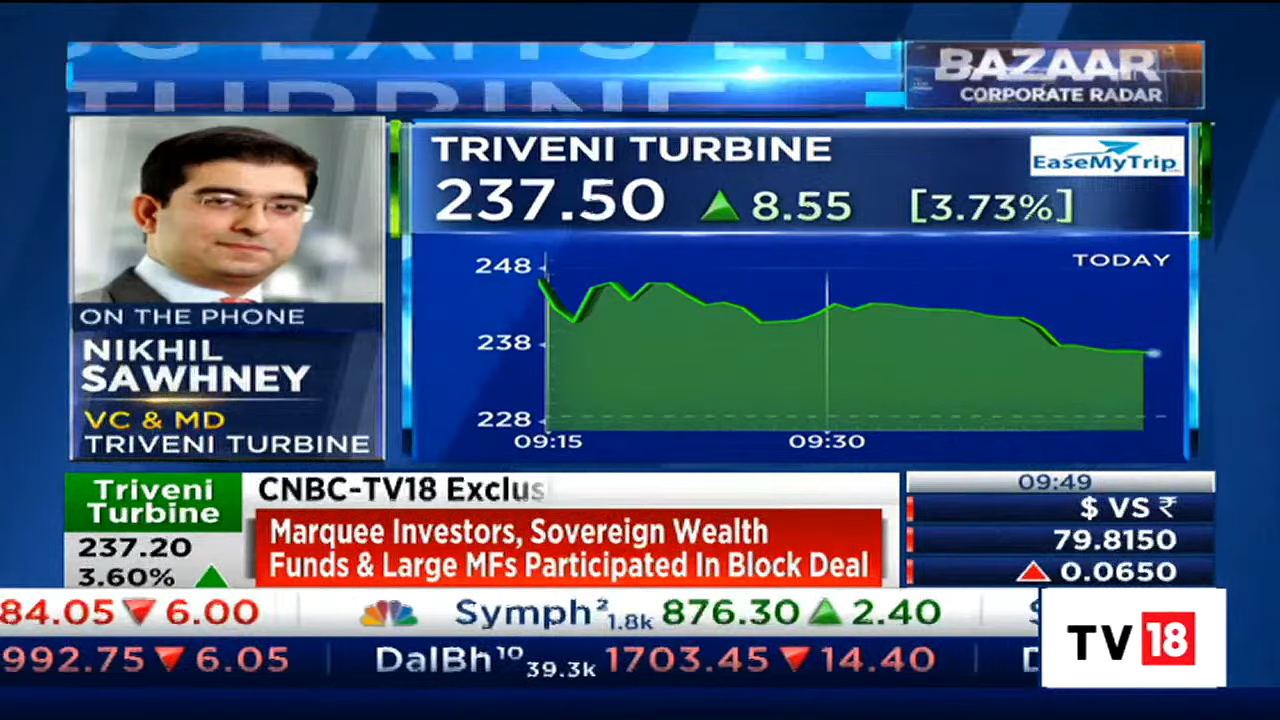 BAZAAR
CORPORATE RADAR
TURBINE
TRIVENI TURBINE
EaseMyTrip
237.50 ▲ 8.55 [3.73%]
TODAY
248
238
228
09:15
09:30
ON THE PHONE
NIKHIL
SAWHNEY
VC & MD
TRIVENI TURBINE
Triveni
Turbine
237.20
3.60% ▲
CNBC-TV18 Exclus
Marquee Investors, Sovereign Wealth
Funds & Large MFs Participated In Block Deal
09:49
$ VS ₹
79.8150
▲ 0.0650
84.05 ▼ 6.00 Symph² 1.8k 876.30 ▲ 2.40
992.75 ▼ 6.05 DalBh¹⁰ 39.3k 1703.45 ▼ 14.40
TV18